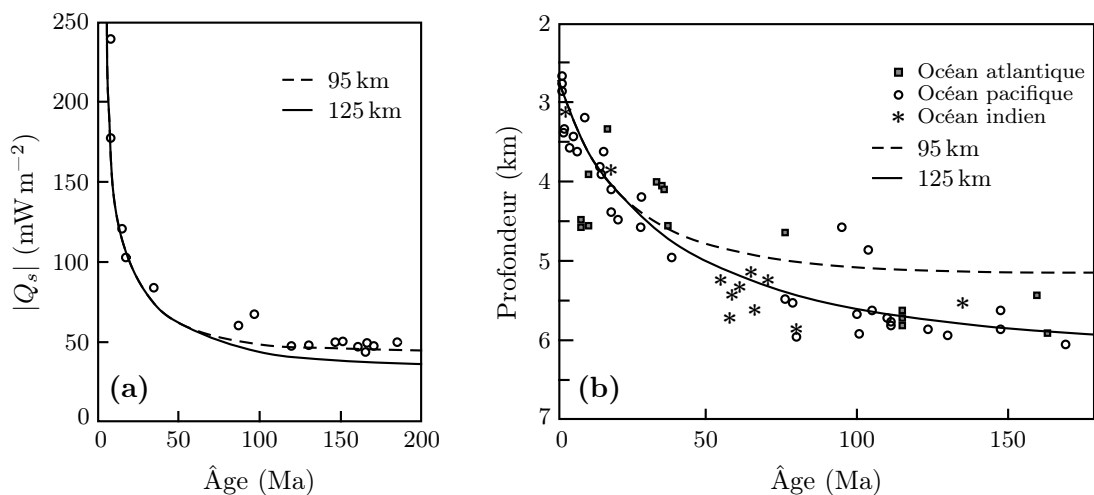 250
200
150
100
50
0
|Q_s| (mW m−2)
95 km
125 km
(a)
0 50 100 150 200
Âge (Ma)
2
3
4
5
6
7
Profondeur (km)
Océan atlantique
Océan pacifique
Océan indien
95 km
125 km
(b)
0 50 100 150
Âge (Ma)